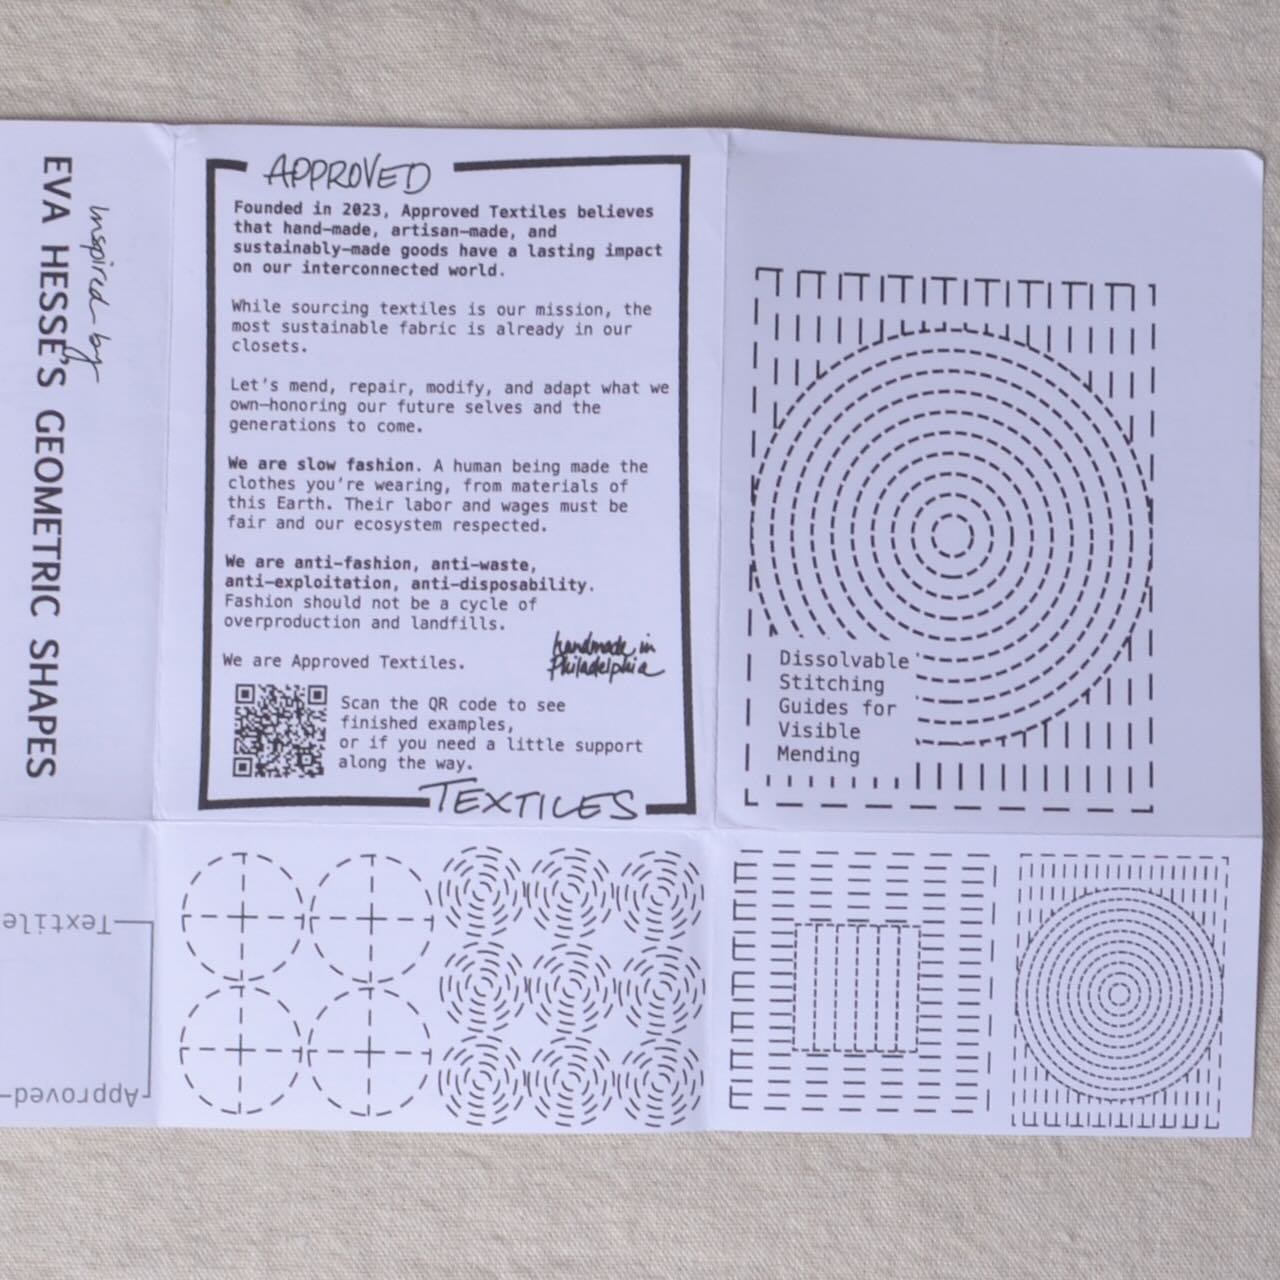 Inspired by
EVA HESSE'S GEOMETRIC SHAPES
APPROVED
Founded in 2023, Approved Textiles believes
that hand-made, artisan-made, and
sustainably-made goods have a lasting impact
on our interconnected world.
While sourcing textiles is our mission, the
most sustainable fabric is already in our
closets.
Let's mend, repair, modify, and adapt what we
own—honoring our future selves and the
generations to come.
We are slow fashion. A human being made the
clothes you're wearing, from materials of
this Earth. Their labor and wages must be
fair and our ecosystem respected.
We are anti-fashion, anti-waste,
anti-exploitation, anti-disposability.
Fashion should not be a cycle of
overproduction and landfills.
We are Approved Textiles.
handmade in
Philadelphia
Scan the QR code to see
finished examples,
or if you need a little support
along the way.
TEXTILES
Dissolvable
Stitching
Guides for
Visible
Mending
Approved
Textile